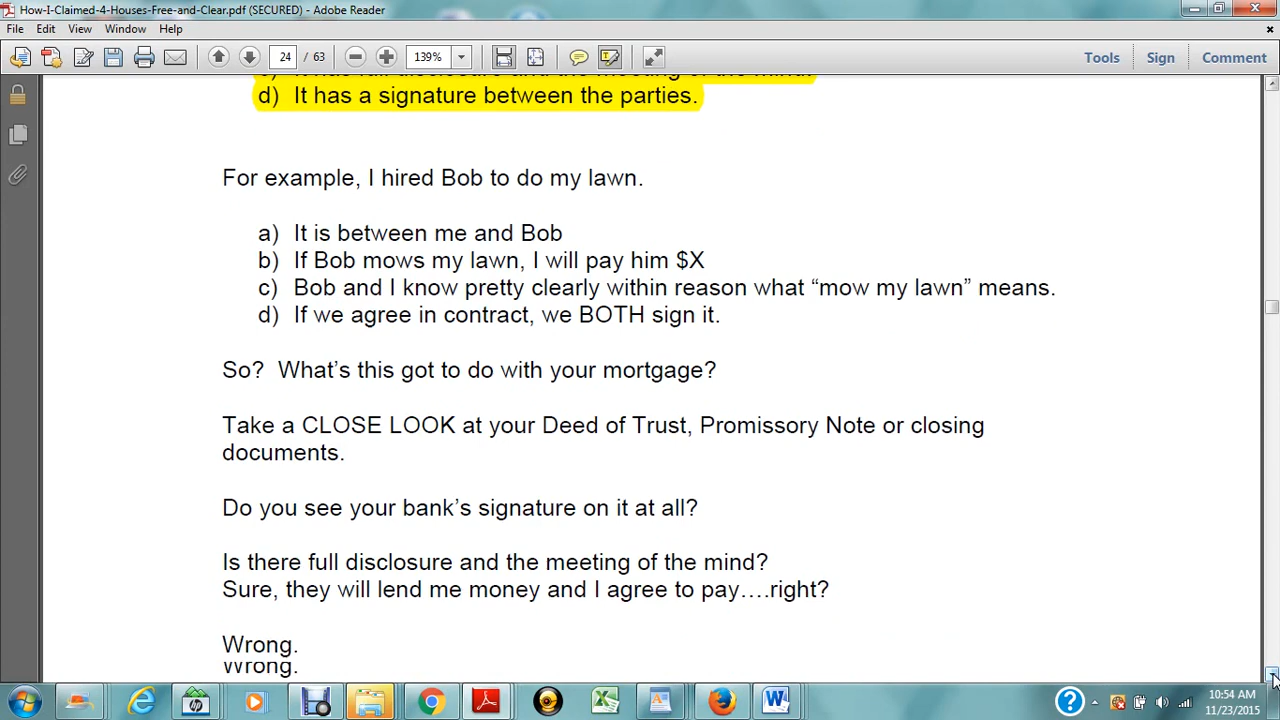 How-I-Claimed-4-Houses-Free-and-Clear.pdf (SECURED) - Adobe Reader
File Edit View Window Help
24 / 63 139% Tools Sign Comment
d) It has a signature between the parties.
For example, I hired Bob to do my lawn.
a) It is between me and Bob
b) If Bob mows my lawn, I will pay him $X
c) Bob and I know pretty clearly within reason what “mow my lawn” means.
d) If we agree in contract, we BOTH sign it.
So? What’s this got to do with your mortgage?
Take a CLOSE LOOK at your Deed of Trust, Promissory Note or closing
documents.
Do you see your bank’s signature on it at all?
Is there full disclosure and the meeting of the mind?
Sure, they will lend me money and I agree to pay….right?
Wrong.
Wrong.
10:54 AM
11/23/2015